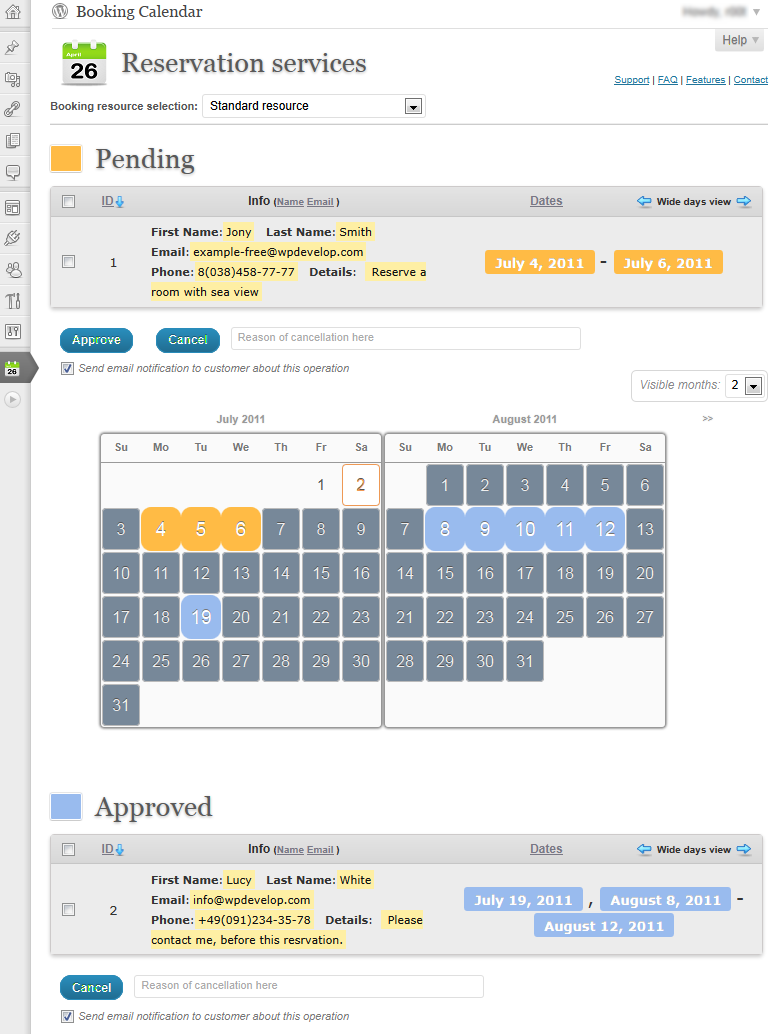 Booking Calendar
Help
April
26
Reservation services
Support | FAQ | Features | Contact
Booking resource selection: Standard resource
Pending
ID Info (Name Email ) Dates Wide days view
1
First Name: Jony Last Name: Smith
Email: example-free@wpdevelop.com
Phone: 8(038)458-77-77 Details: Reserve a
room with sea view
July 4, 2011 - July 6, 2011
Approve Cancel Reason of cancellation here
Send email notification to customer about this operation
26
Visible months: 2
July 2011 August 2011 >>
Su Mo Tu We Th Fr Sa Su Mo Tu We Th Fr Sa
1 2 1 2 3 4 5 6
3 4 5 6 7 8 9 7 8 9 10 11 12 13
10 11 12 13 14 15 16 14 15 16 17 18 19 20
17 18 19 20 21 22 23 21 22 23 24 25 26 27
24 25 26 27 28 29 30 28 29 30 31
31
Approved
ID Info (Name Email ) Dates Wide days view
2
First Name: Lucy Last Name: White
Email: info@wpdevelop.com
Phone: +49(091)234-35-78 Details: Please
contact me, before this resrvation.
July 19, 2011 , August 8, 2011 -
August 12, 2011
Cancel Reason of cancellation here
Send email notification to customer about this operation